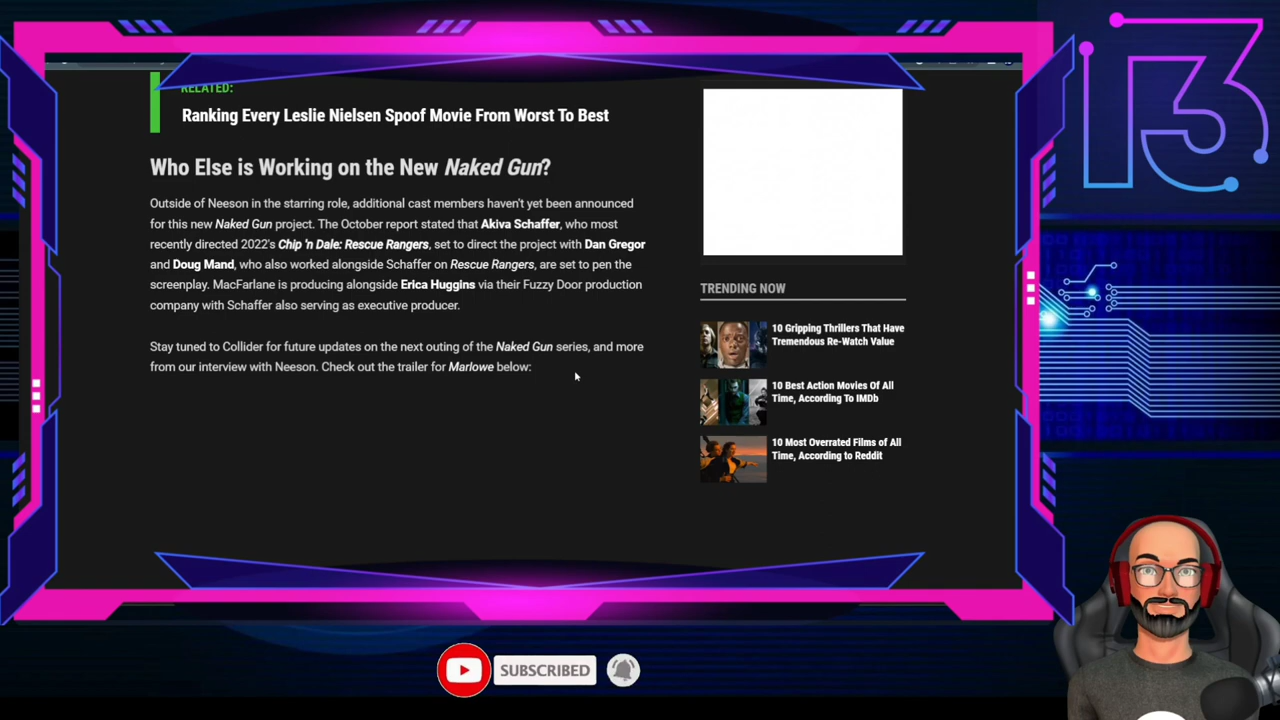 RELATED:
Ranking Every Leslie Nielsen Spoof Movie From Worst To Best
Who Else is Working on the New Naked Gun?
Outside of Neeson in the starring role, additional cast members haven't yet been announced
for this new Naked Gun project. The October report stated that Akiva Schaffer, who most
recently directed 2022's Chip 'n Dale: Rescue Rangers, set to direct the project with Dan Gregor
and Doug Mand, who also worked alongside Schaffer on Rescue Rangers, are set to pen the
screenplay. MacFarlane is producing alongside Erica Huggins via their Fuzzy Door production
company with Schaffer also serving as executive producer.
Stay tuned to Collider for future updates on the next outing of the Naked Gun series, and more
from our interview with Neeson. Check out the trailer for Marlowe below:
TRENDING NOW
10 Gripping Thrillers That Have
Tremendous Re-Watch Value
10 Best Action Movies Of All
Time, According To IMDb
10 Most Overrated Films of All
Time, According to Reddit
13
SUBSCRIBED